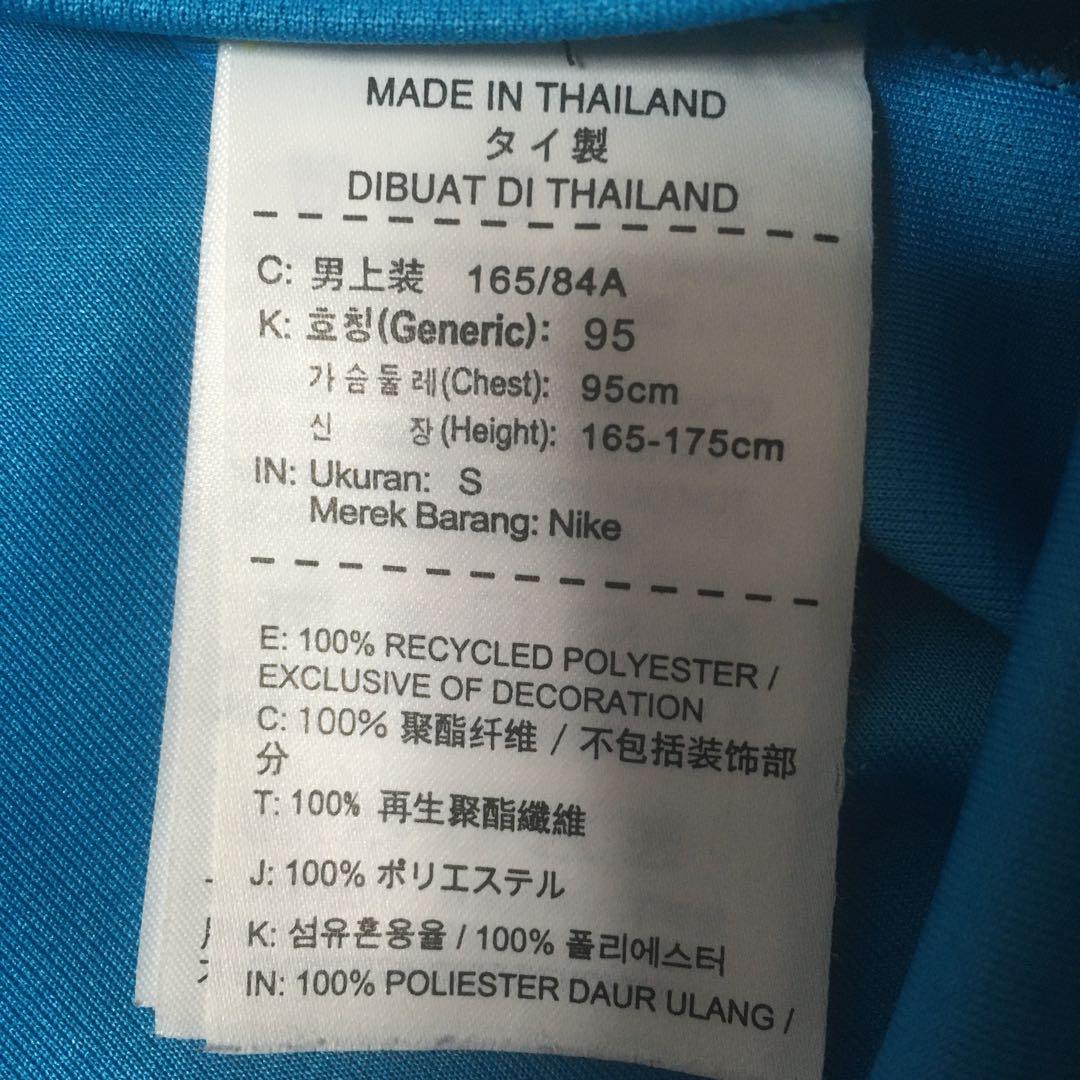 MADE IN THAILAND
タイ製
DIBUAT DI THAILAND
C: 男上装 165/84A
K: 호칭(Generic): 95
가슴둘레(Chest): 95cm
신 장(Height): 165-175cm
IN: Ukuran: S
Merek Barang: Nike
E: 100% RECYCLED POLYESTER /
EXCLUSIVE OF DECORATION
C: 100% 聚酯纤维 / 不包括装饰部
分
T: 100% 再生聚酯纖維
J: 100% ポリエステル
K: 섬유혼용율 / 100% 폴리에스터
IN: 100% POLIESTER DAUR ULANG /